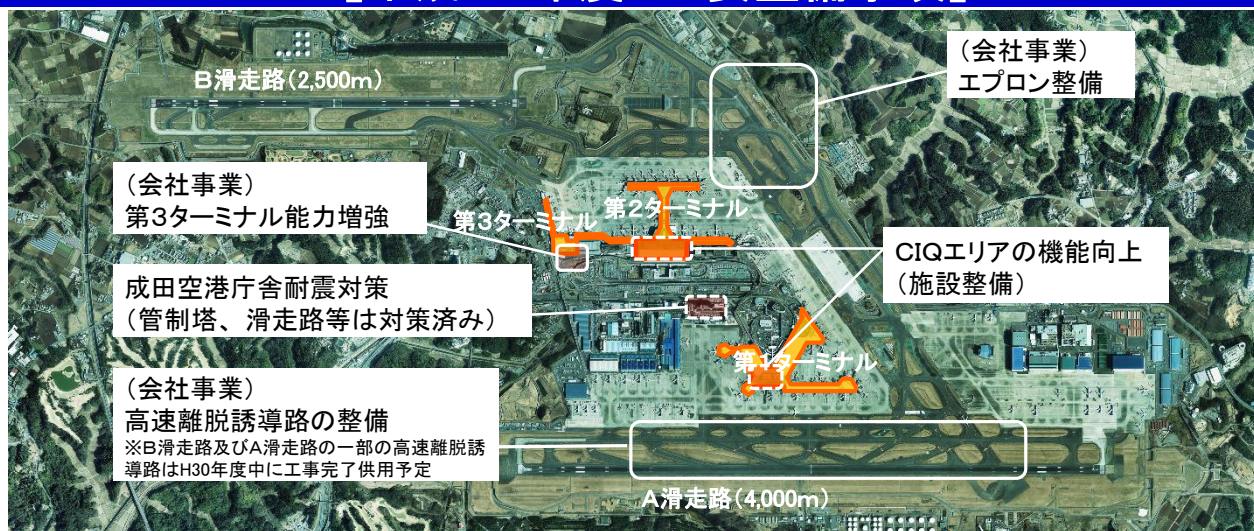 B滑走路(2,500m)
(会社事業)
エプロン整備
(会社事業)
第3ターミナル能力増強
第3ターミナル
第2ターミナル
CIQエリアの機能向上
(施設整備)
成田空港庁舎耐震対策
(管制塔、滑走路等は対策済み)
第1ターミナル
(会社事業)
高速離脱誘導路の整備
※B滑走路及びA滑走路の一部の高速離脱誘
導路はH30年度中に工事完了供用予定
A滑走路(4,000m)